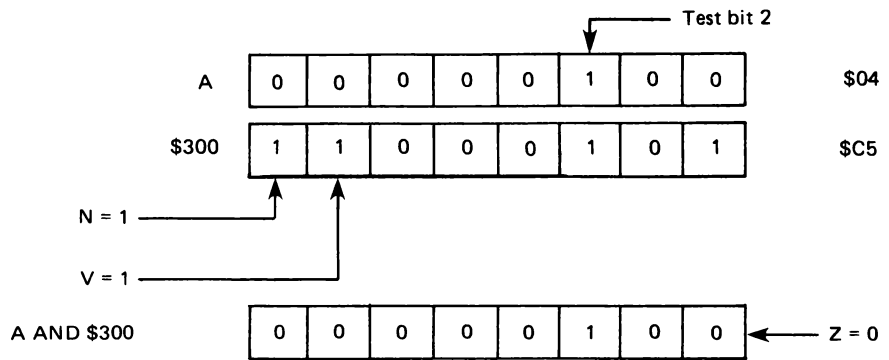 Test bit 2
A 0 0 0 0 0 1 0 0 $04
$300 1 1 0 0 0 1 0 1 $C5
N = 1
V = 1
A AND $300 0 0 0 0 0 1 0 0 Z = 0